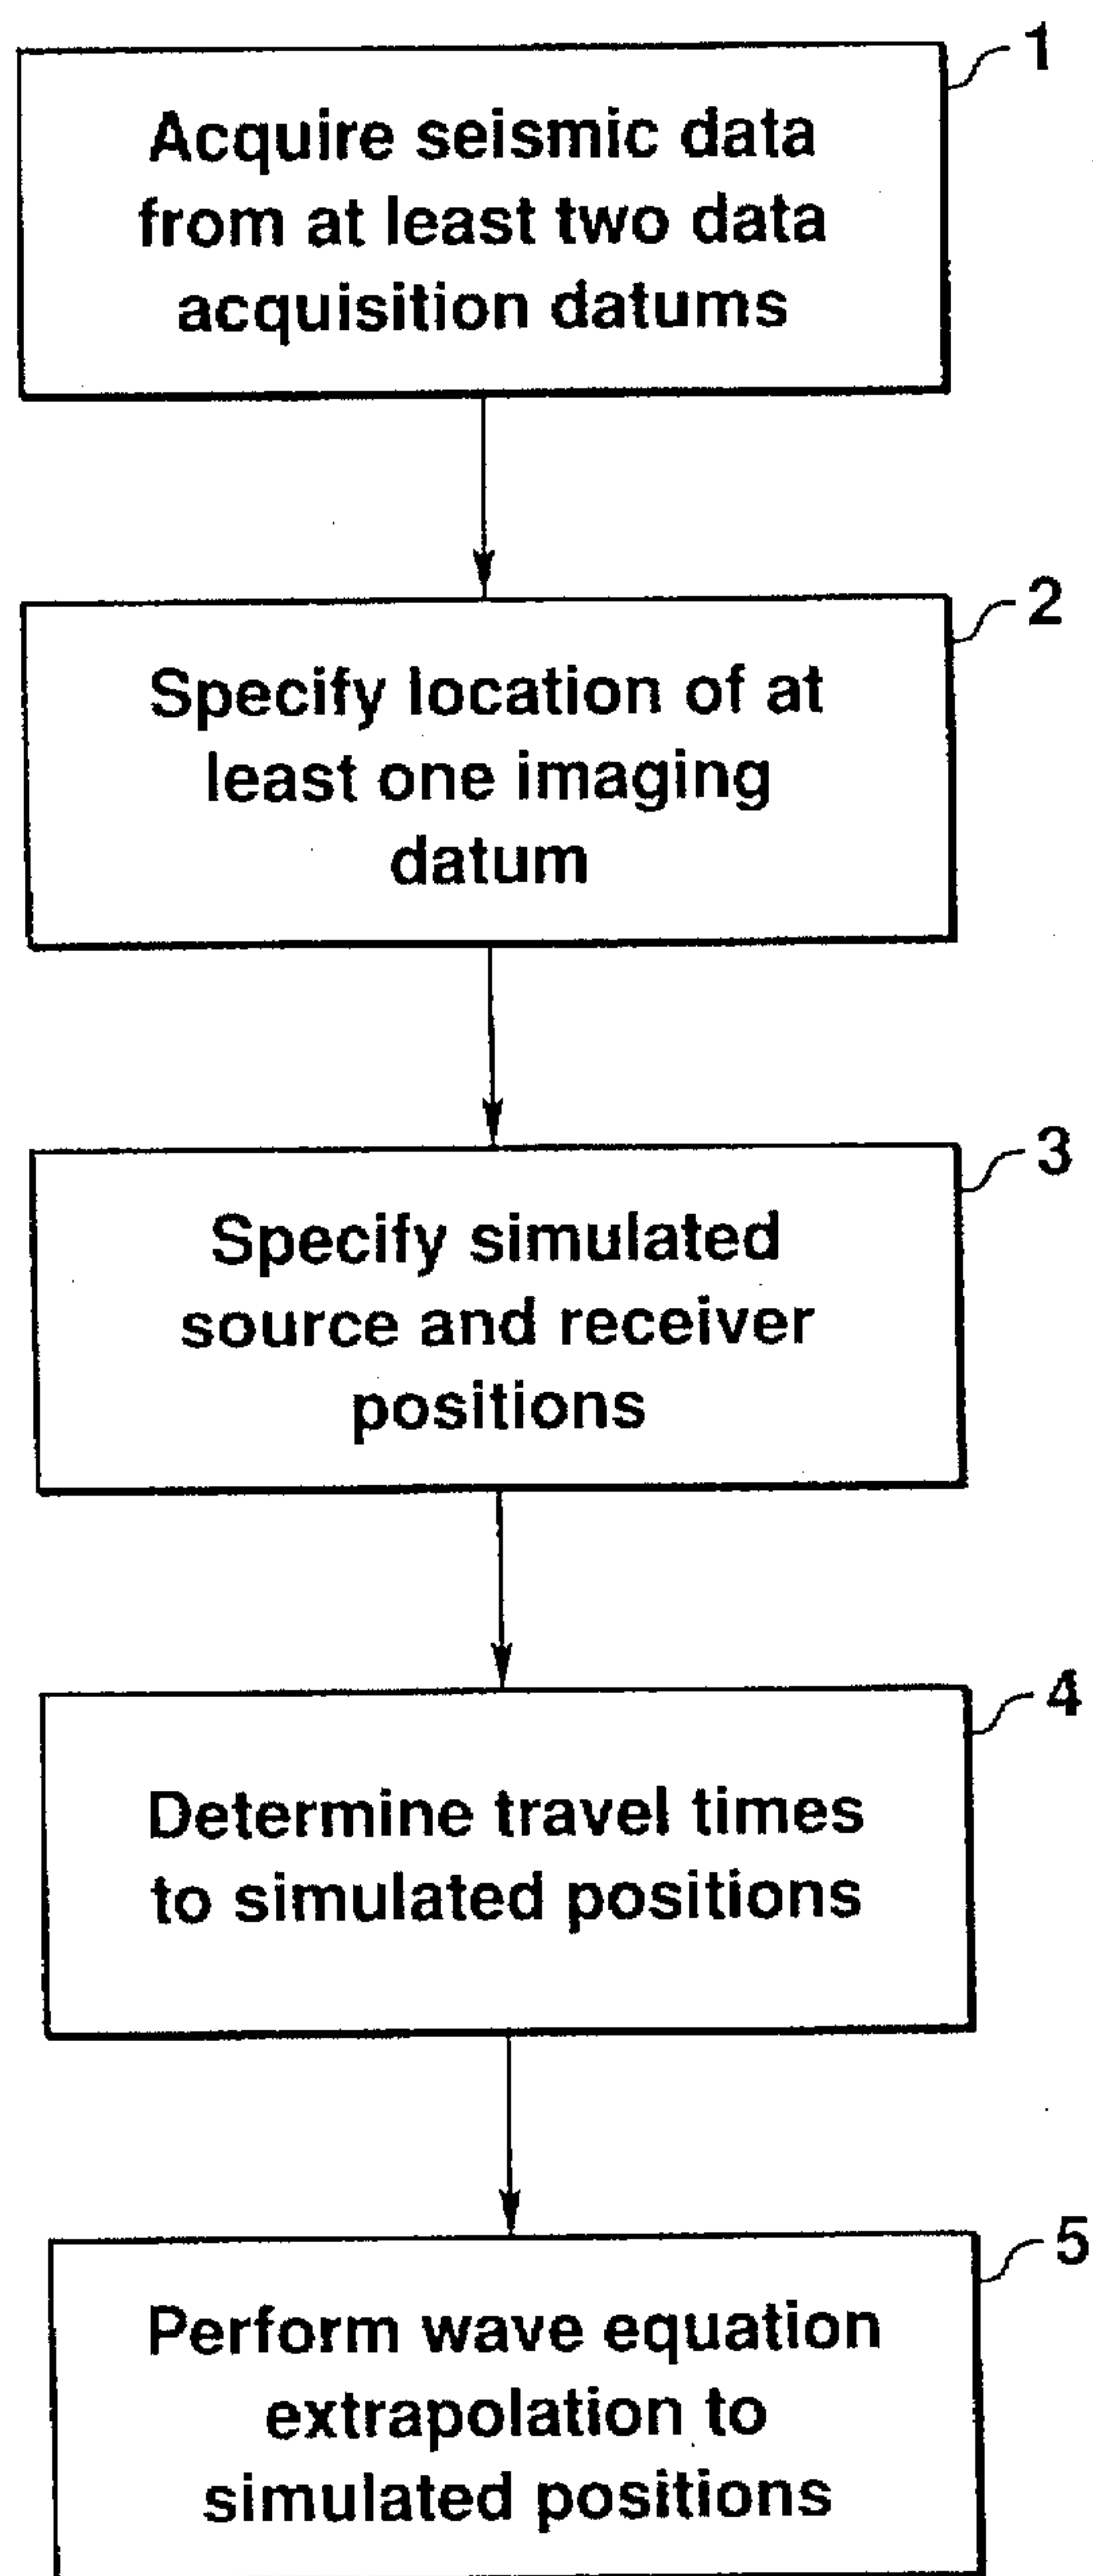 1
Acquire seismic data
from at least two data
acquisition datums
2
Specify location of at
least one imaging
datum
3
Specify simulated
source and receiver
positions
4
Determine travel times
to simulated positions
5
Perform wave equation
extrapolation to
simulated positions